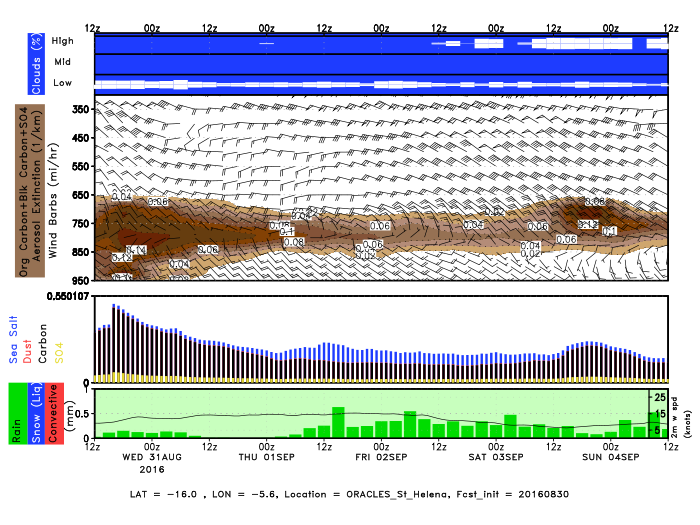 12z 00z 12z 00z 12z 00z 12z 00z 12z 00z 12z
Clouds (%)
High
Mid
Low
Org Carbon+Blk Carbon+SO4
Aerosol Extinction (1/km)
Wind Barbs (mi/hr)
350
450
550
650
750
850
950
0.04 0.06 0.06 0.04 0.02 0.06
0.06 0.04 0.06 0.12 0.1
0.1 0.08 0.06 0.06 0.04 0.02
0.14 0.12 0.06 0.04 0.02
0.550107
0
Sea Salt
Dust
Carbon
SO4
Rain
Snow (Liq)
Convective
(mm)
1
0.5
0
25
15
5
2m w spd
(knots)
12z 00z 12z 00z 12z 00z 12z 00z 12z 00z 12z
WED 31AUG THU 01SEP FRI 02SEP SAT 03SEP SUN 04SEP
2016
LAT = -16.0 , LON = -5.6, Location = ORACLES_St_Helena, Fcst_init = 20160830